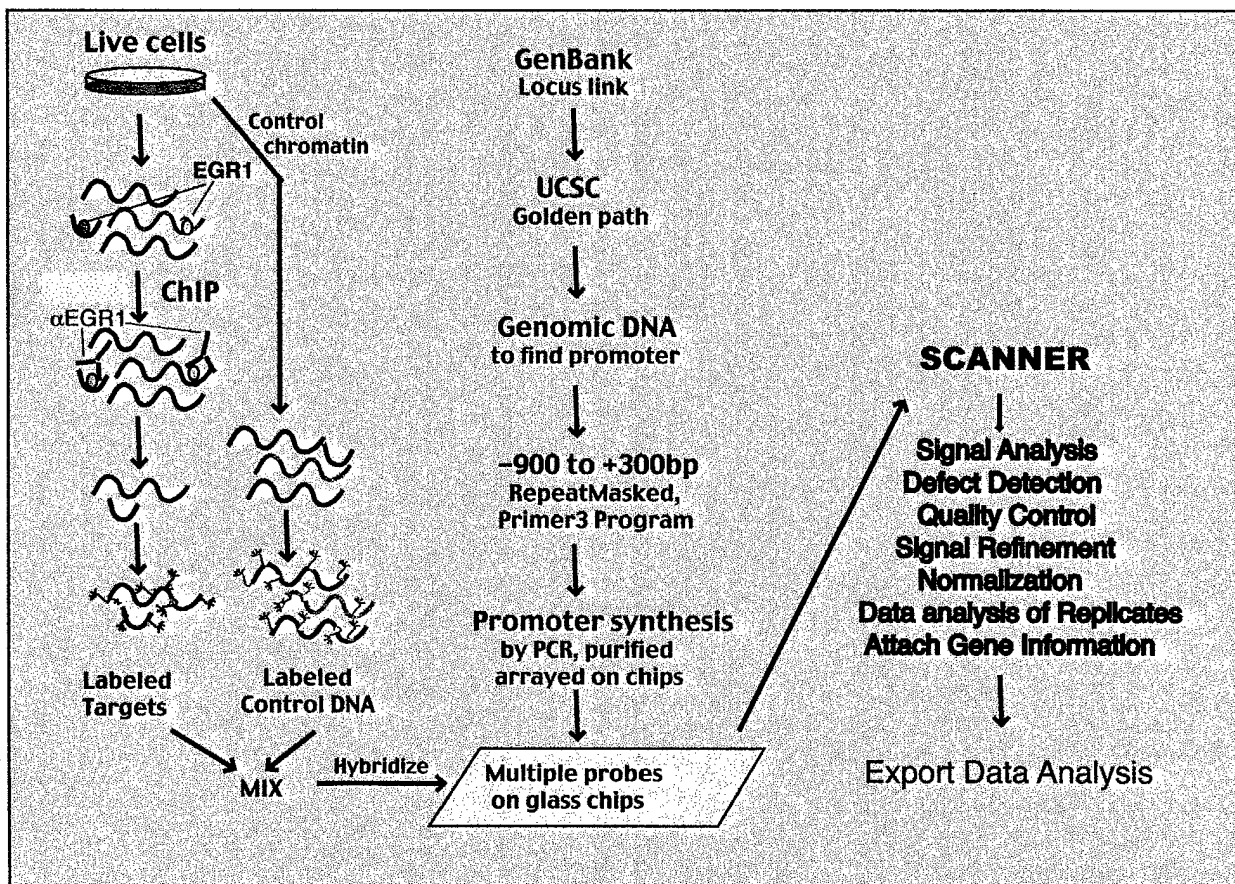 Live cells
Control
chromatin
EGR1
ChIP
αEGR1
Labeled
Targets
Labeled
Control DNA
MIX
Hybridize
GenBank
Locus link
UCSC
Golden path
Genomic DNA
to find promoter
–900 to +300bp
RepeatMasked,
Primer3 Program
Promoter synthesis
by PCR, purified
arrayed on chips
Multiple probes
on glass chips
SCANNER
Signal Analysis
Defect Detection
Quality Control
Signal Refinement
Normalization
Data analysis of Replicates
Attach Gene Information
Export Data Analysis